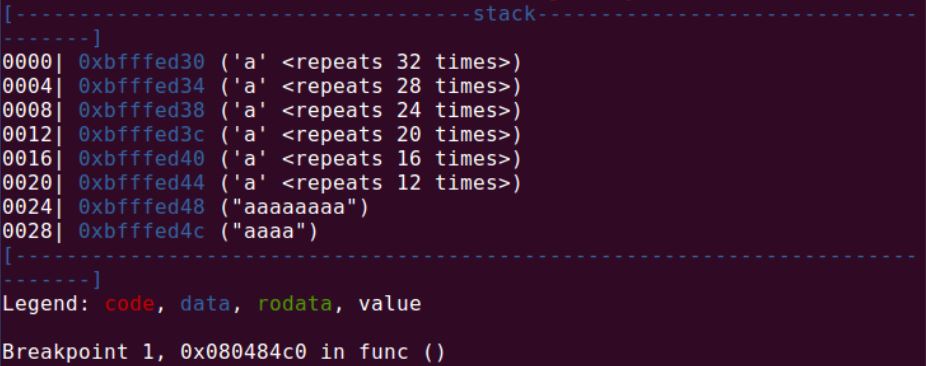 [------------------------------------stack-----------------------------
-------]
0000| 0xbfffed30 ('a' <repeats 32 times>)
0004| 0xbfffed34 ('a' <repeats 28 times>)
0008| 0xbfffed38 ('a' <repeats 24 times>)
0012| 0xbfffed3c ('a' <repeats 20 times>)
0016| 0xbfffed40 ('a' <repeats 16 times>)
0020| 0xbfffed44 ('a' <repeats 12 times>)
0024| 0xbfffed48 ("aaaaaaaa")
0028| 0xbfffed4c ("aaaa")
[----------------------------------------------------------------------
-------]
Legend: code, data, rodata, value
Breakpoint 1, 0x080484c0 in func ()